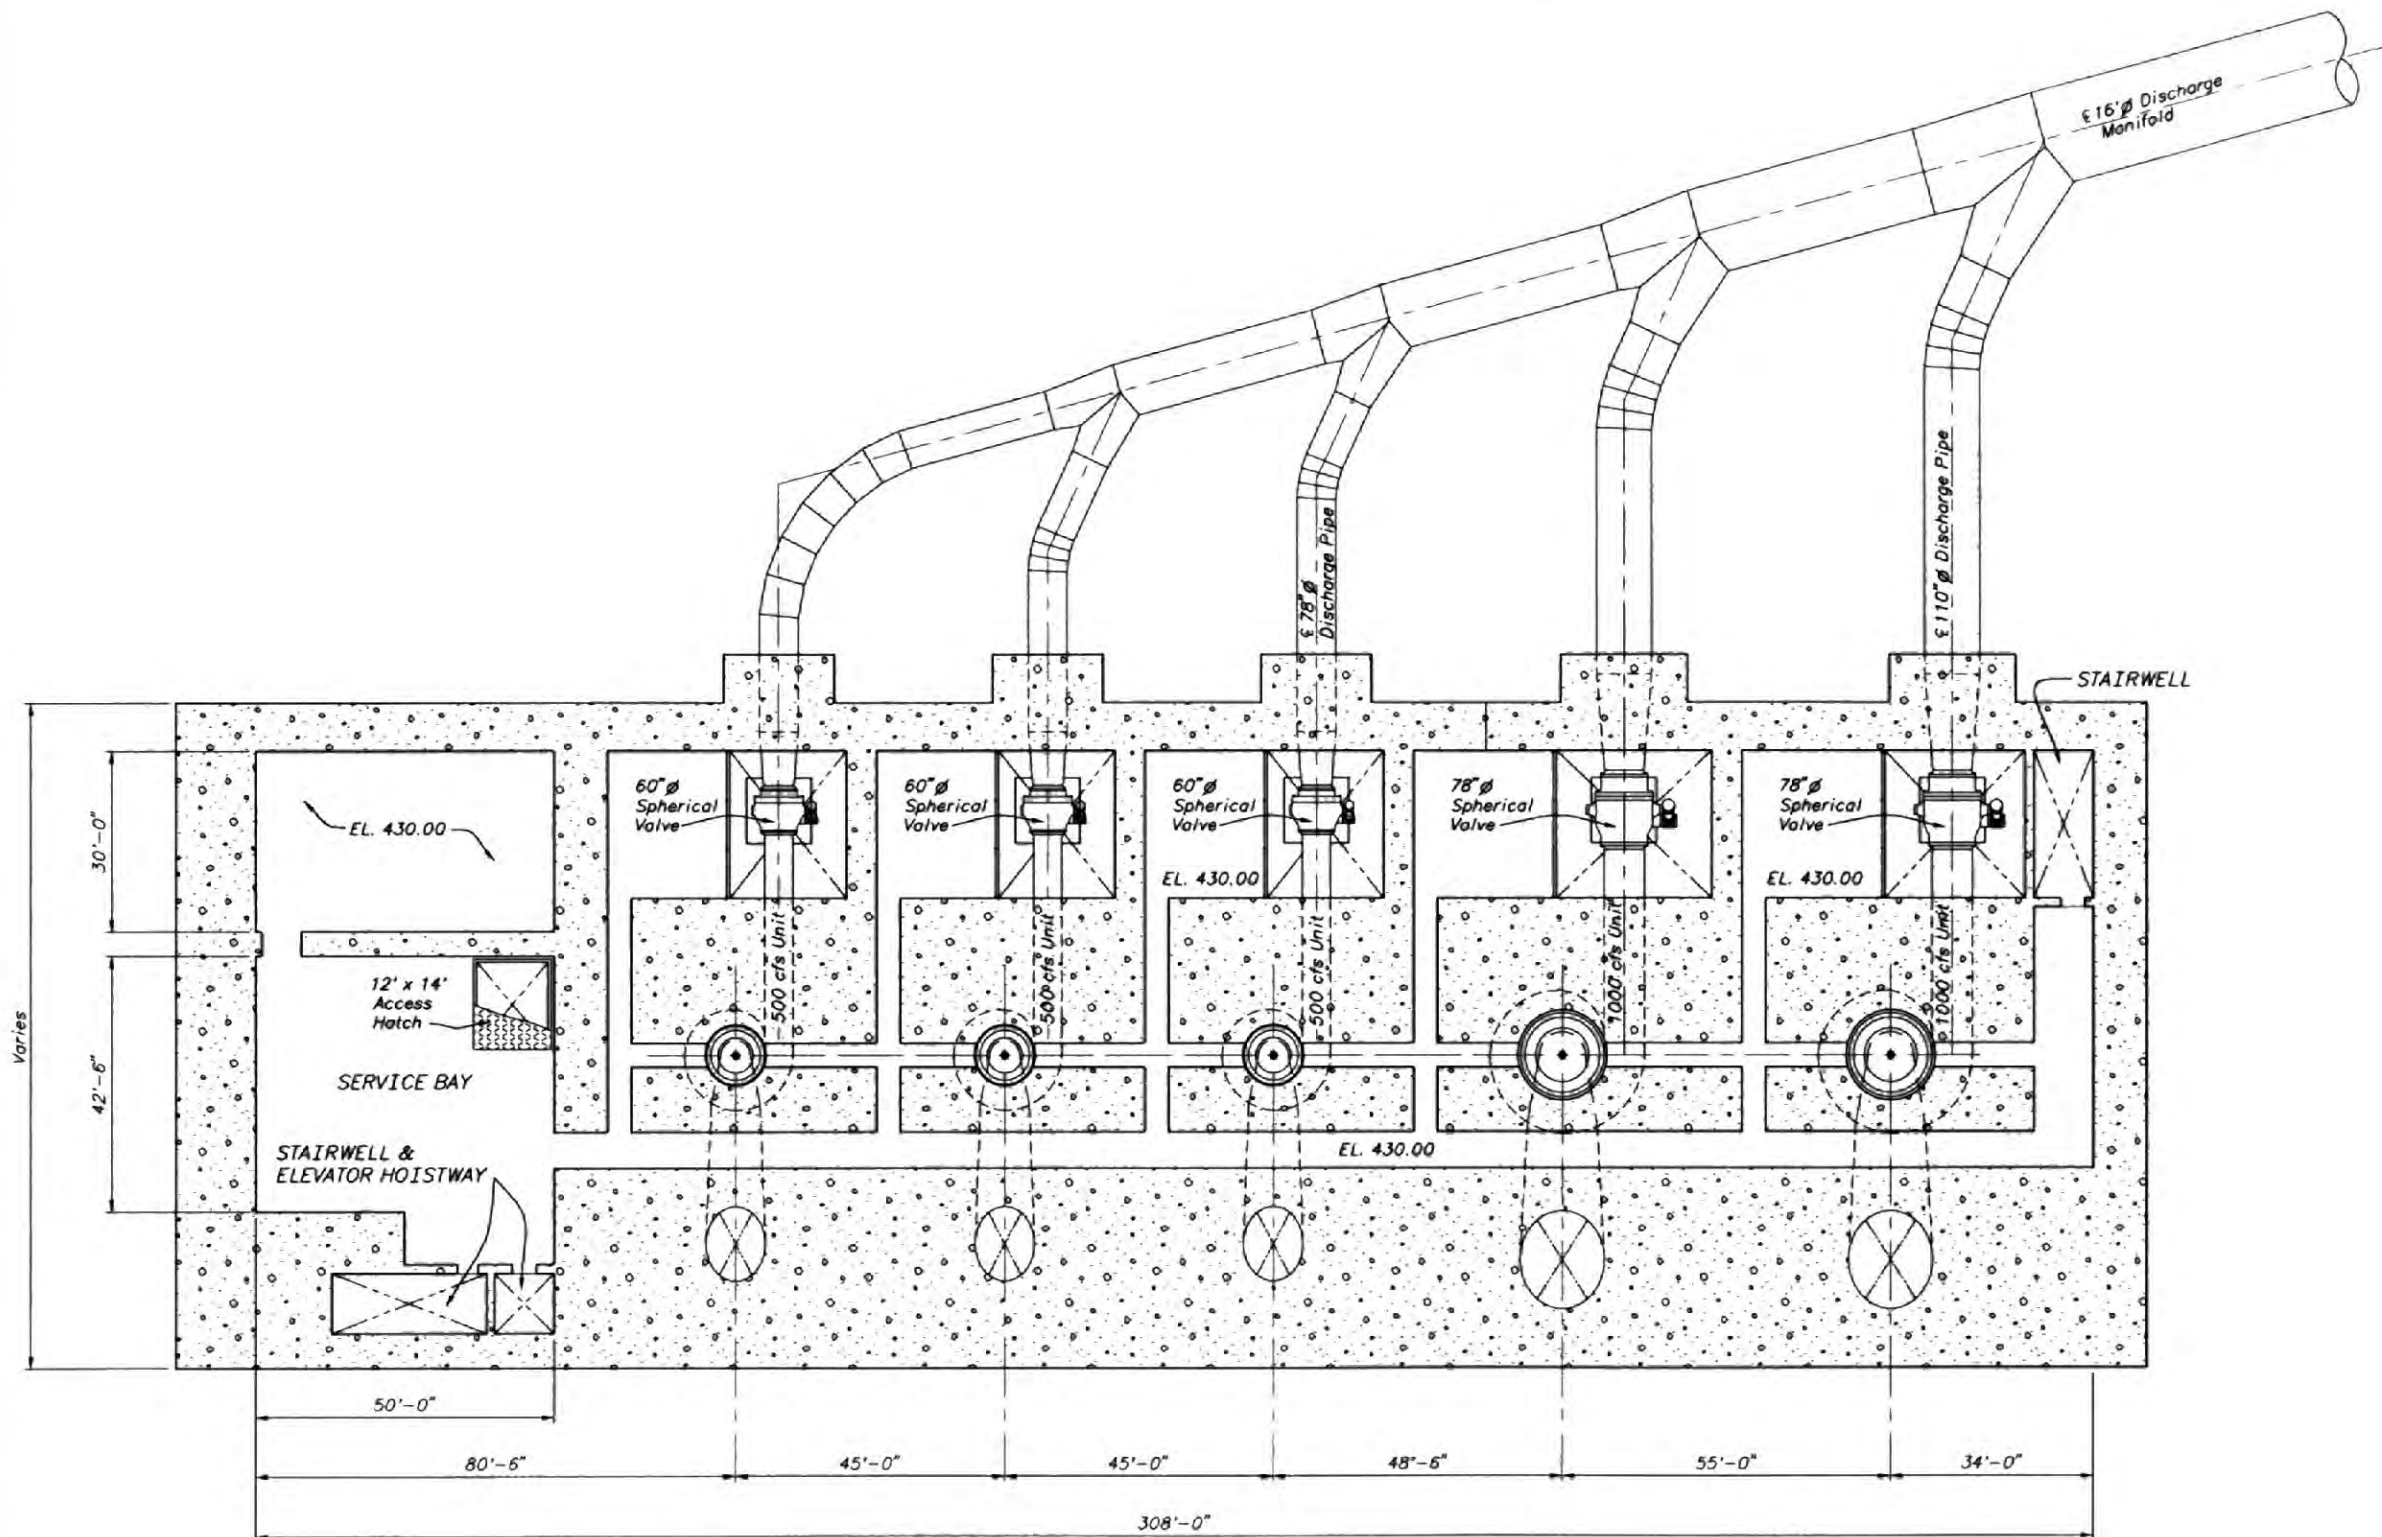 ℄ 16'Ø Discharge
Manifold
℄ 78"Ø
Discharge Pipe
℄ 110"Ø Discharge Pipe
STAIRWELL
60"Ø
Spherical
Valve
60"Ø
Spherical
Valve
60"Ø
Spherical
Valve
78"Ø
Spherical
Valve
78"Ø
Spherical
Valve
EL. 430.00
30'-0"
EL. 430.00
EL. 430.00
500 cfs Unit
500 cfs Unit
500 cfs Unit
1000 cfs Unit
1000 cfs Unit
12' x 14'
Access
Hatch
Varies
42'-6"
SERVICE BAY
STAIRWELL &
ELEVATOR HOISTWAY
EL. 430.00
50'-0"
80'-6"
45'-0"
45'-0"
48'-6"
55'-0"
34'-0"
308'-0"